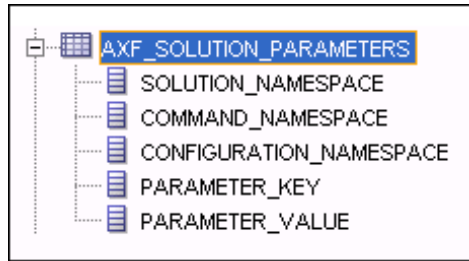 AXF_SOLUTION_PARAMETERS
SOLUTION_NAMESPACE
COMMAND_NAMESPACE
CONFIGURATION_NAMESPACE
PARAMETER_KEY
PARAMETER_VALUE